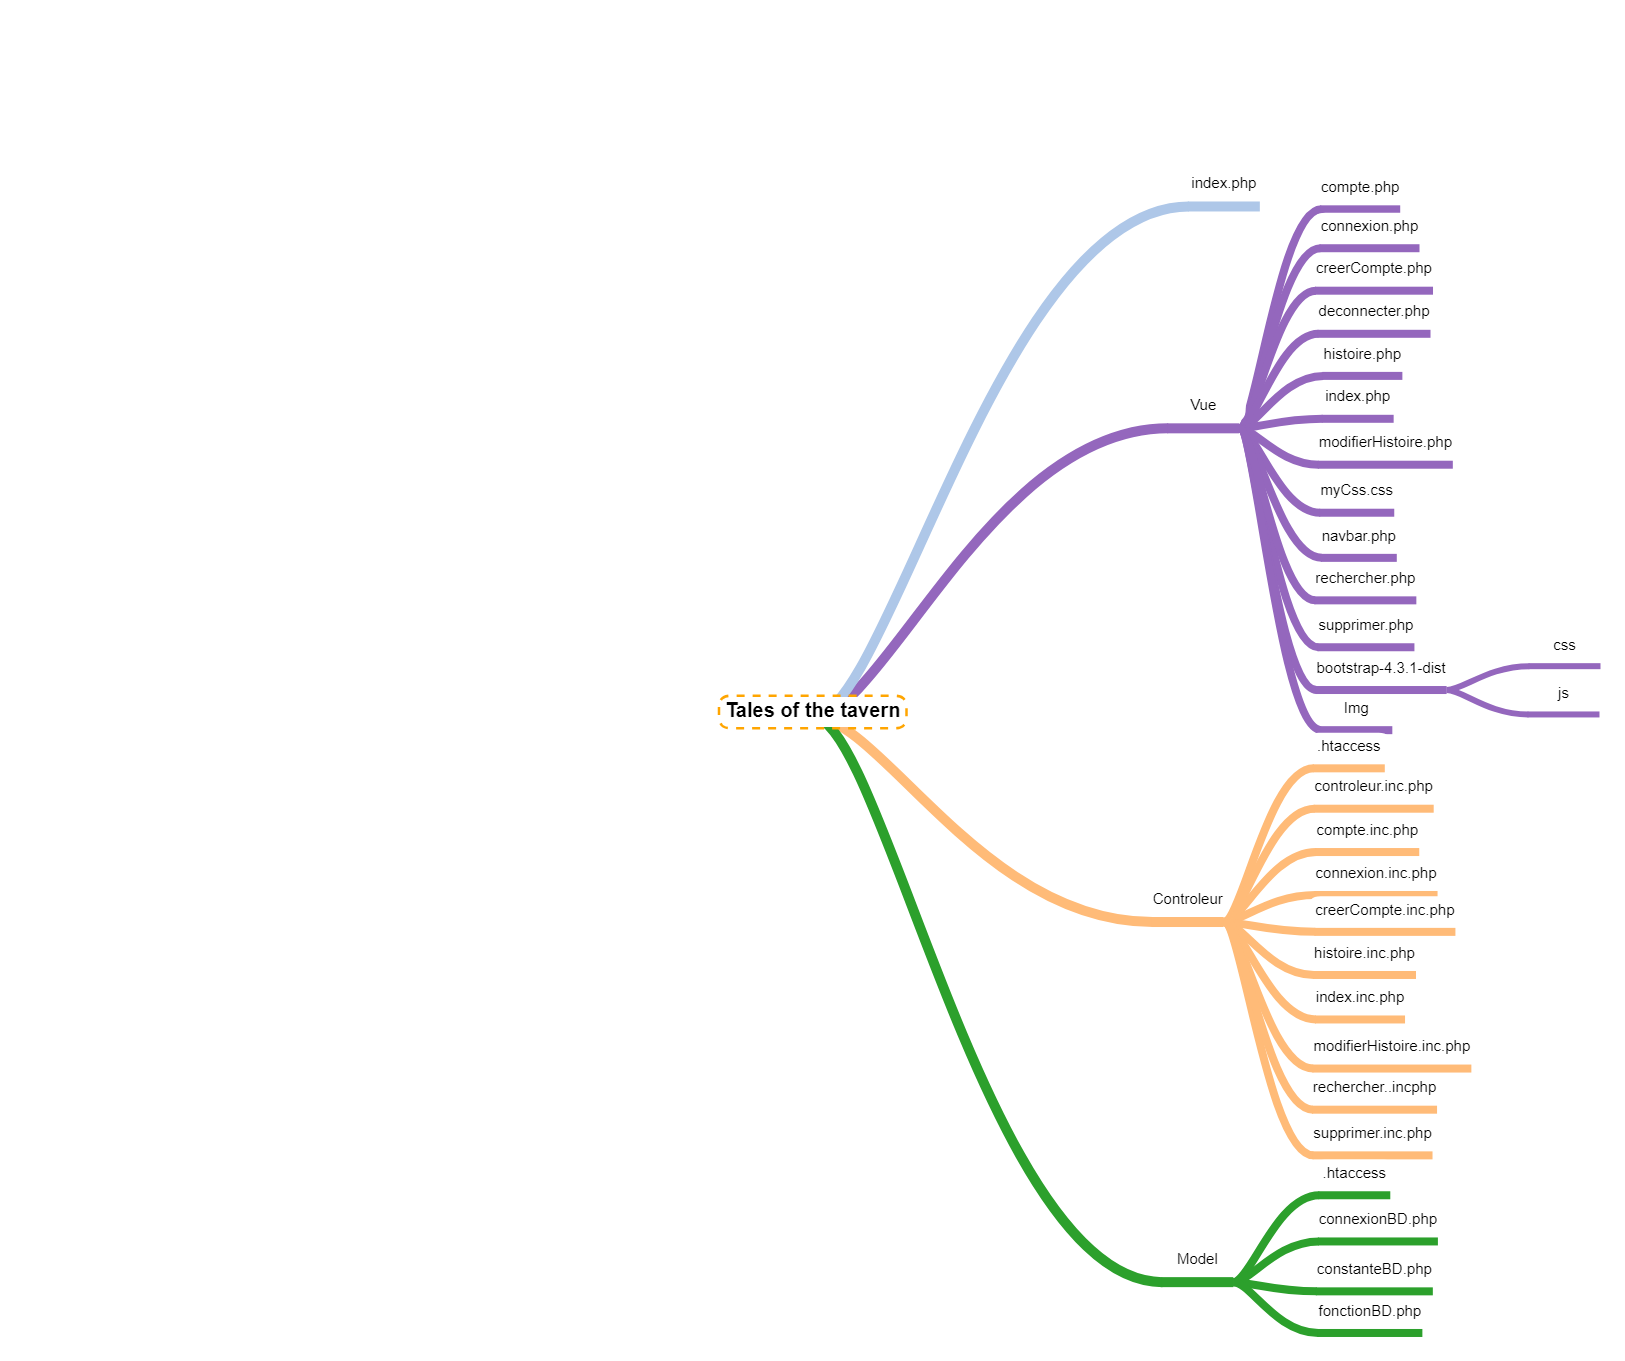 Tales of the tavern
index.php
Vue
compte.php
connexion.php
creerCompte.php
deconnecter.php
histoire.php
index.php
modifierHistoire.php
myCss.css
navbar.php
rechercher.php
supprimer.php
bootstrap-4.3.1-dist
css
js
Img
Controleur
.htaccess
controleur.inc.php
compte.inc.php
connexion.inc.php
creerCompte.inc.php
histoire.inc.php
index.inc.php
modifierHistoire.inc.php
rechercher..incphp
supprimer.inc.php
Model
.htaccess
connexionBD.php
constanteBD.php
fonctionBD.php